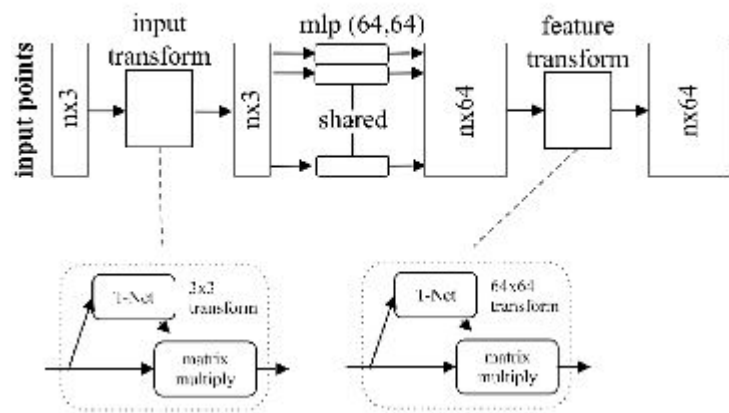 input
transform
mlp (64,64)
feature
transform
input points
nx3
nx3
shared
nx64
nx64
T-Net
3x3
transform
matrix
multiply
T-Net
64x64
transform
matrix
multiply